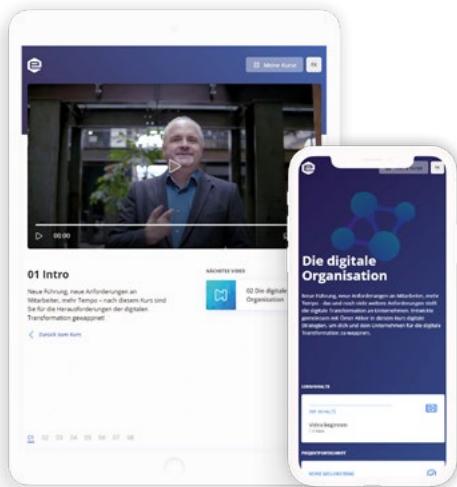 Meine Kurse
00:00
01 Intro
Neue Führung, neue Anforderungen an
Mitarbeiter, mehr Tempo – nach diesem Kurs sind
Sie für die Herausforderungen der digitalen
Transformation gewappnet!
Zurück zum Kurs
NÄCHSTES VIDEO
02 Die digitale
Organisation
01 02 03 04 05 06 07 08
Die digitale
Organisation
Neue Führung, neue Anforderungen an Mitarbeiter, mehr
Tempo - das und noch viele weitere Anforderungen stellt
die digitale Transformation an Unternehmen. Entwickle
gemeinsam mit Ömer Atiker in diesem Kurs digitale
Strategien, um dich und dein Unternehmen für die digitale
Transformation zu wappnen.
LERNINHALTE
Video beginnen
PROJEKTFORTSCHRITT